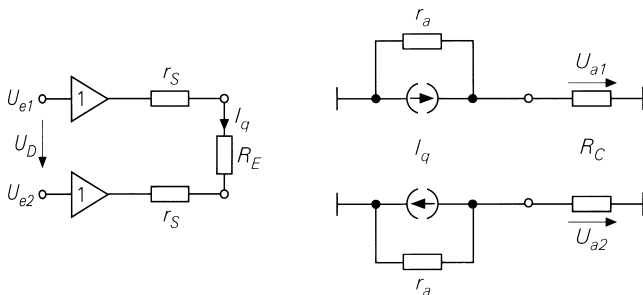 r_S
U_e1
1
I_q
U_D
R_E
U_e2
1
r_S
r_a
U_a1
I_q
R_C
U_a2
r_a